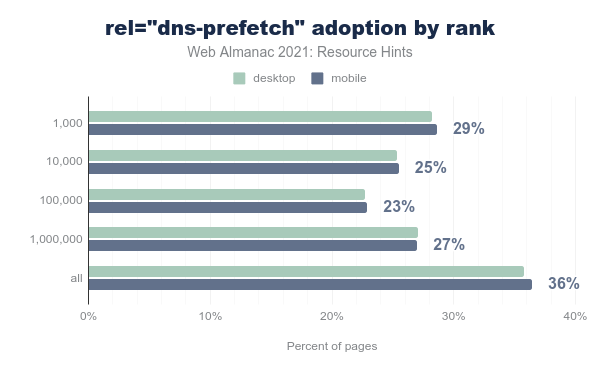 rel="dns-prefetch" adoption by rank
Web Almanac 2021: Resource Hints
desktop mobile
1,000 29%
10,000 25%
100,000 23%
1,000,000 27%
all 36%
0% 10% 20% 30% 40%
Percent of pages